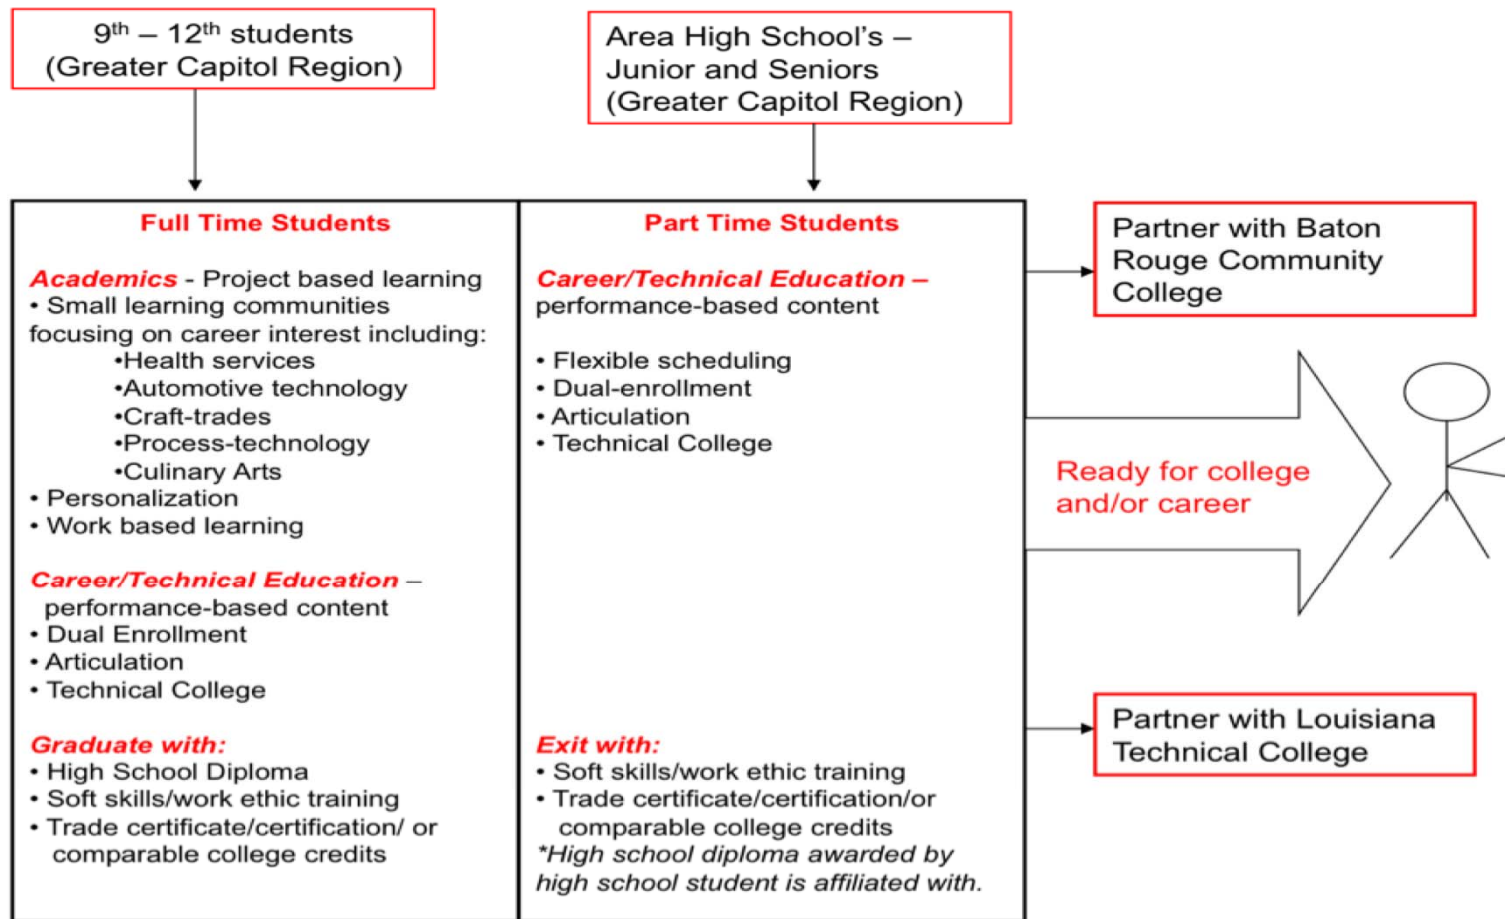 9th – 12th students
(Greater Capitol Region)
Area High School's –
Junior and Seniors
(Greater Capitol Region)
Full Time Students
Academics - Project based learning
• Small learning communities
focusing on career interest including:
•Health services
•Automotive technology
•Craft-trades
•Process-technology
•Culinary Arts
• Personalization
• Work based learning
Career/Technical Education –
performance-based content
• Dual Enrollment
• Articulation
• Technical College
Graduate with:
• High School Diploma
• Soft skills/work ethic training
• Trade certificate/certification/ or
comparable college credits
Part Time Students
Career/Technical Education –
performance-based content
• Flexible scheduling
• Dual-enrollment
• Articulation
• Technical College
Exit with:
• Soft skills/work ethic training
• Trade certificate/certification/or
comparable college credits
*High school diploma awarded by
high school student is affiliated with.
Partner with Baton
Rouge Community
College
Ready for college
and/or career
Partner with Louisiana
Technical College